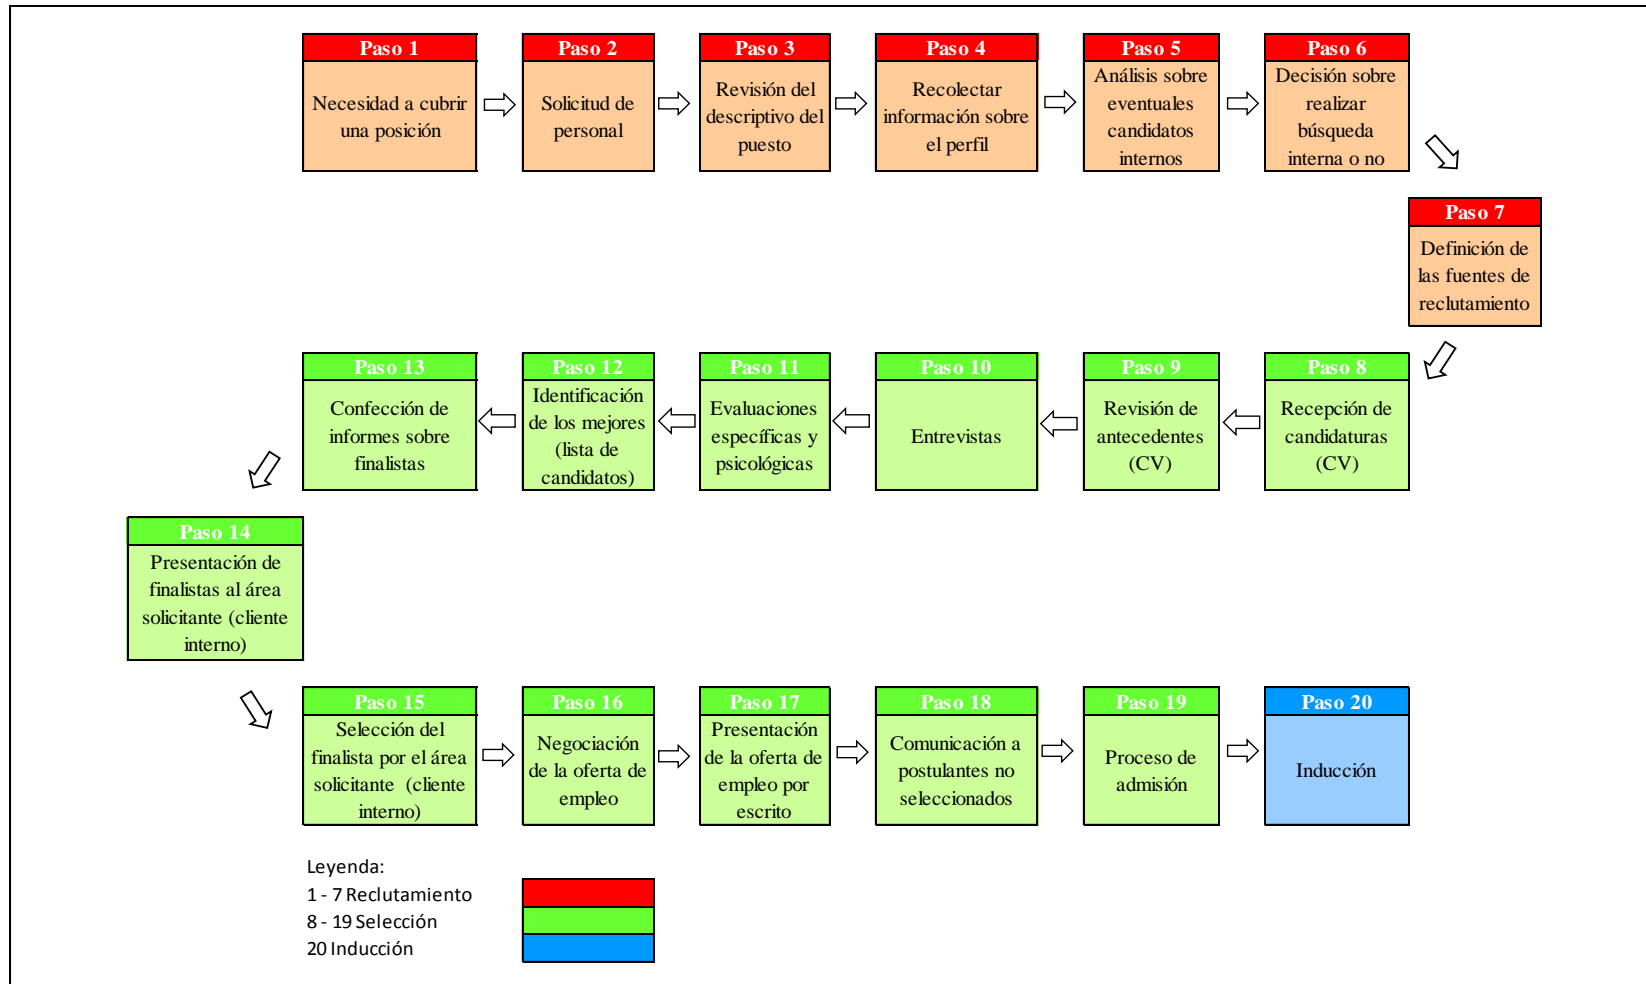 Paso 1
Necesidad a cubrir
una posición
Paso 2
Solicitud de
personal
Paso 3
Revisión del
descriptivo del
puesto
Paso 4
Recolectar
información sobre
el perfil
Paso 5
Análisis sobre
eventuales
candidatos
internos
Paso 6
Decisión sobre
realizar
búsqueda
interna o no
Paso 7
Definición de
las fuentes de
reclutamiento
Paso 8
Recepción de
candidaturas
(CV)
Paso 9
Revisión de
antecedentes
(CV)
Paso 10
Entrevistas
Paso 11
Evaluaciones
específicas y
psicológicas
Paso 12
Identificación
de los mejores
(lista de
candidatos)
Paso 13
Confección de
informes sobre
finalistas
Paso 14
Presentación de
finalistas al área
solicitante (cliente
interno)
Paso 15
Selección del
finalista por el área
solicitante (cliente
interno)
Paso 16
Negociación
de la oferta de
empleo
Paso 17
Presentación
de la oferta de
empleo por
escrito
Paso 18
Comunicación a
postulantes no
seleccionados
Paso 19
Proceso de
admisión
Paso 20
Inducción
Leyenda:
1 - 7 Reclutamiento
8 - 19 Selección
20 Inducción